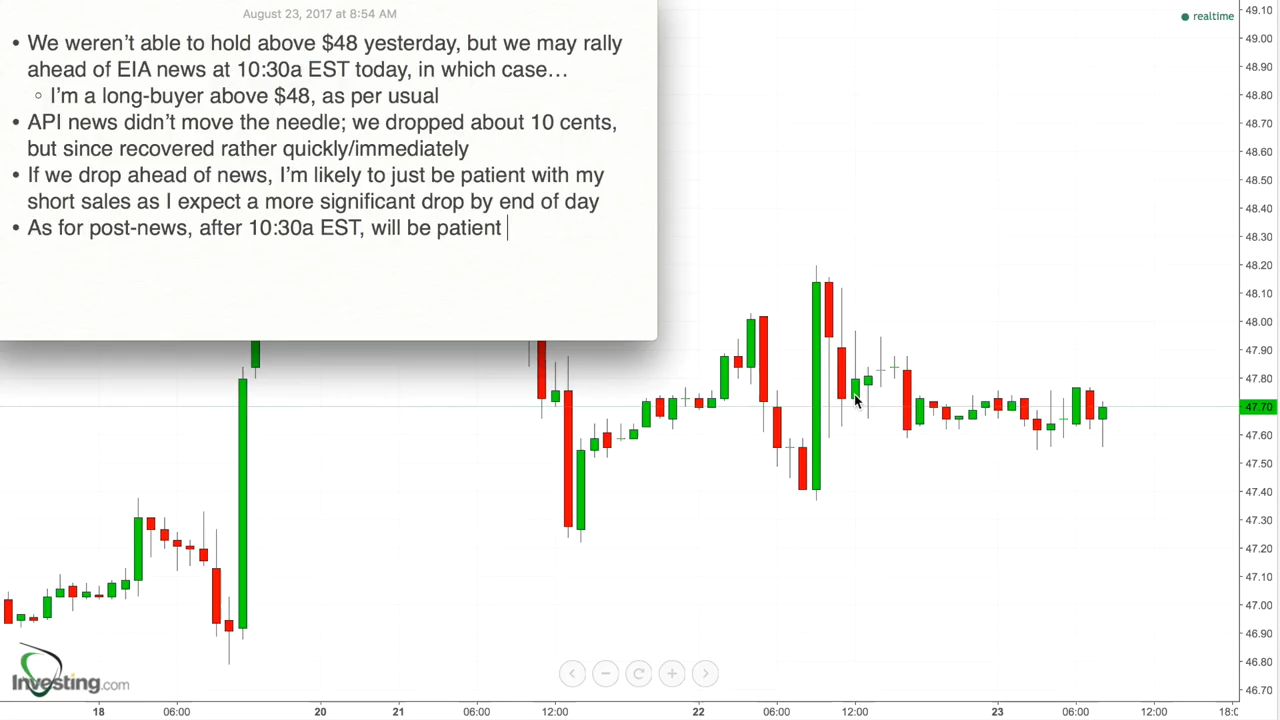 August 23, 2017 at 8:54 AM
• We weren't able to hold above $48 yesterday, but we may rally
ahead of EIA news at 10:30a EST today, in which case…
◦ I'm a long-buyer above $48, as per usual
• API news didn't move the needle; we dropped about 10 cents,
but since recovered rather quickly/immediately
• If we drop ahead of news, I'm likely to just be patient with my
short sales as I expect a more significant drop by end of day
• As for post-news, after 10:30a EST, will be patient
realtime
49.10
49.00
48.90
48.80
48.70
48.60
48.50
48.40
48.30
48.20
48.10
48.00
47.90
47.80
47.70
47.60
47.50
47.40
47.30
47.20
47.10
47.00
46.90
46.80
46.70
Investing.com
18 06:00 20 21 06:00 12:00 22 06:00 12:00 23 06:00 12:00 18:0